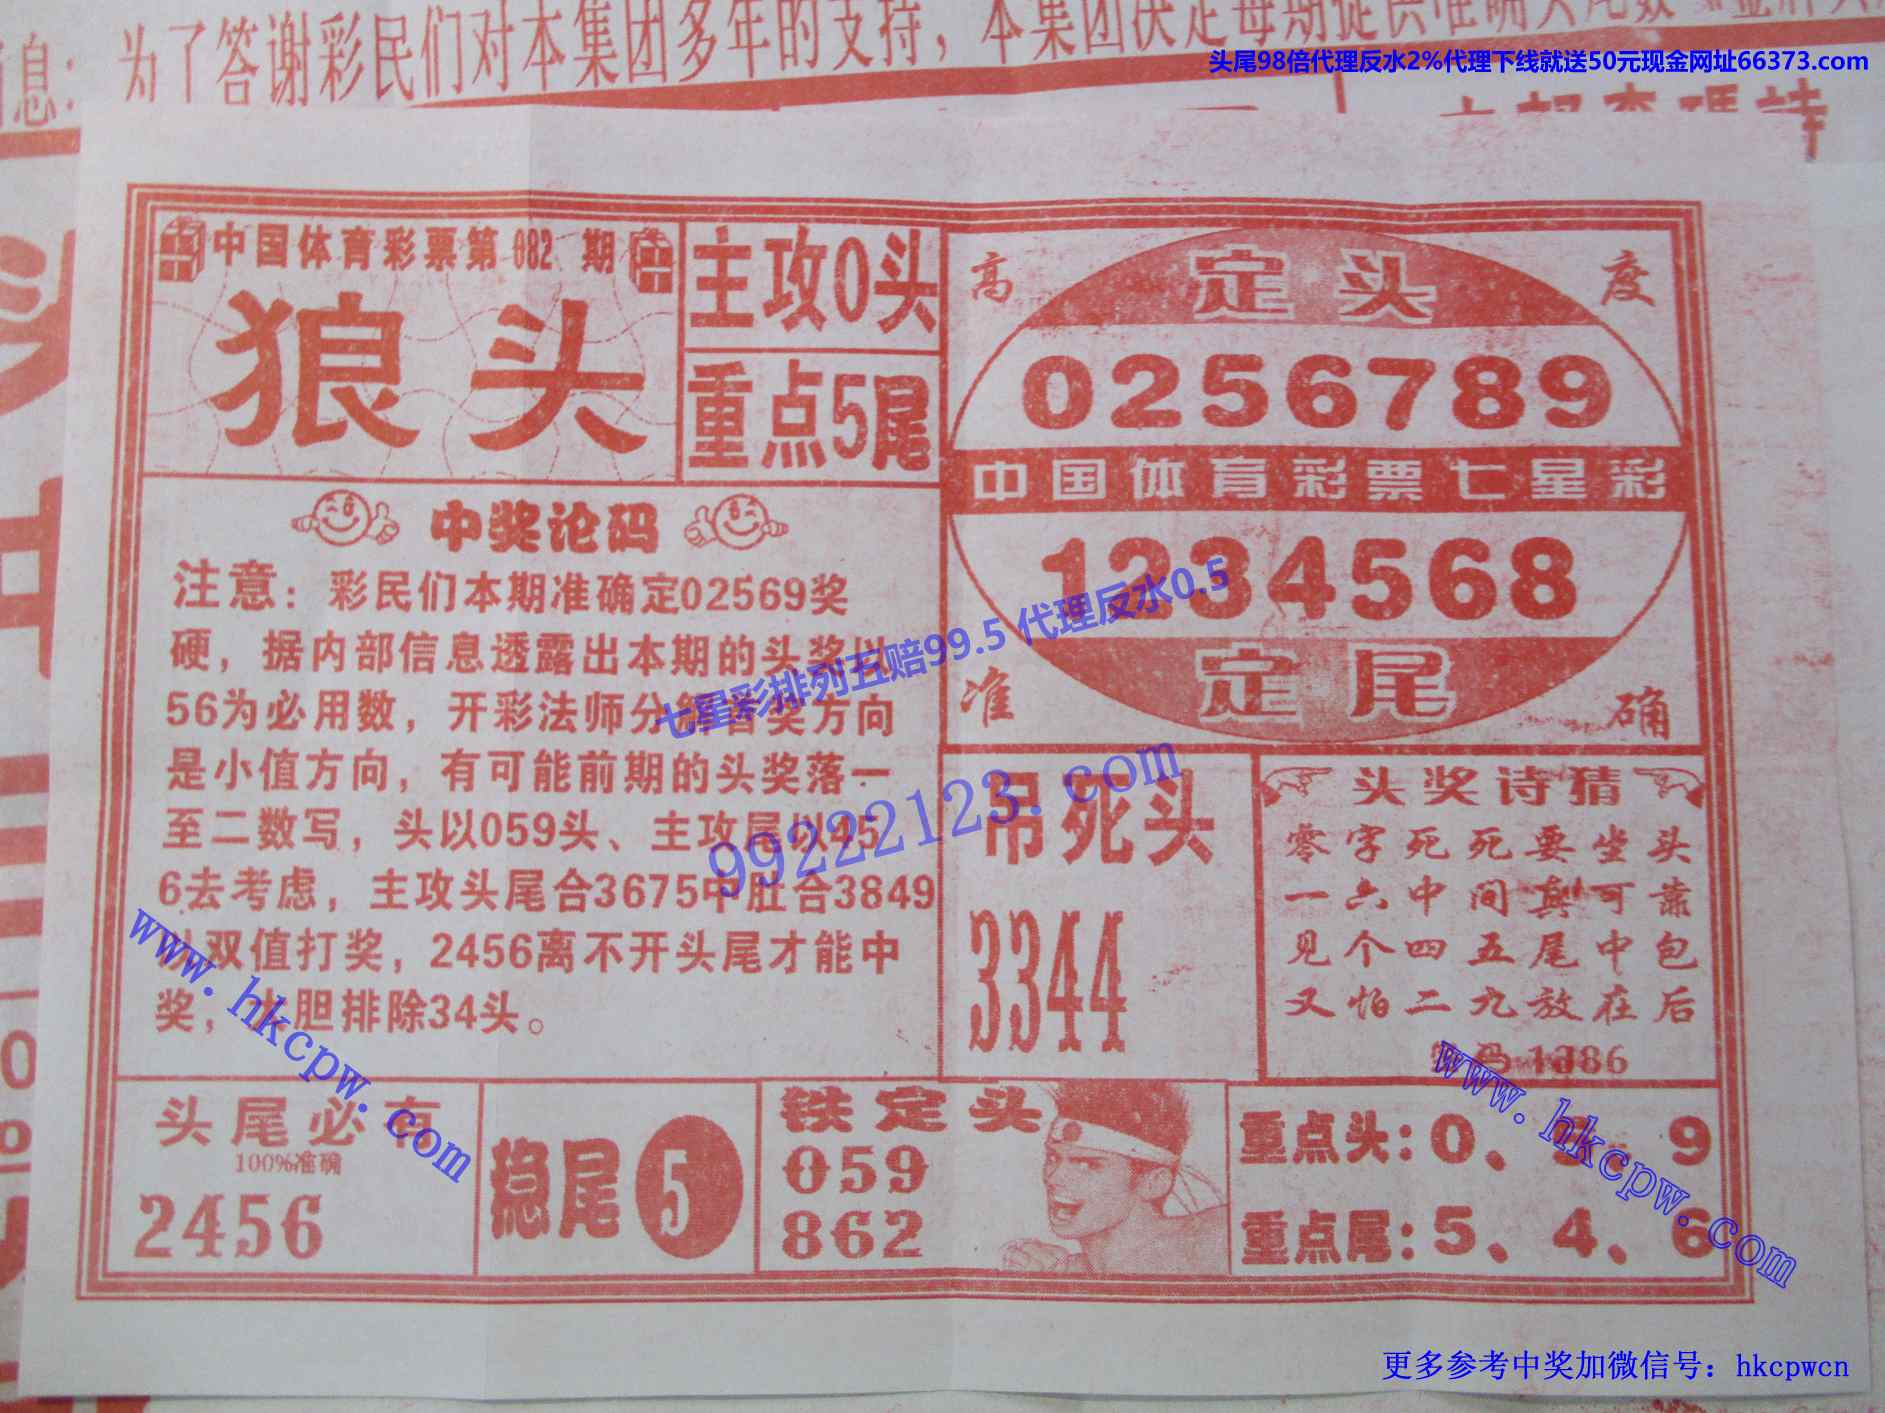 息：为了答谢彩民们对本集团多年的支持，本集团决定每期提供准确头尾数
头尾98倍代理反水2%代理下线就送50元现金网址66373.com
中国体育彩票第082期
狼头
主攻0头
重点5尾
高度
定头
0256789
中国体育彩票七星彩
1234568
定尾
准确
中奖论码
注意：彩民们本期准确定02569奖
硬，据内部信息透露出本期的头奖以
56为必用数，开彩法师分解首奖方向
是小值方向，有可能前期的头奖落一
至二数写，头以059头、主攻尾以45
6去考虑，主攻头尾合3675中肚合3849
以双值打奖，2456离不开头尾才能中
奖，大胆排除34头。
七星彩排列五赔99.5 代理反水0.5
99222123.com
www.hkcpw.com
吊死头
3344
头奖诗猜
零字死死要坐头
一六中间真可靠
见个四五尾中包
又怕二九放在后
1386
www.hkcpw.com
头尾必有
100%准确
2456
稳尾5
铁定头
059
862
重点头：0、5、9
重点尾：5、4、6
更多参考中奖加微信号：hkcpwcn